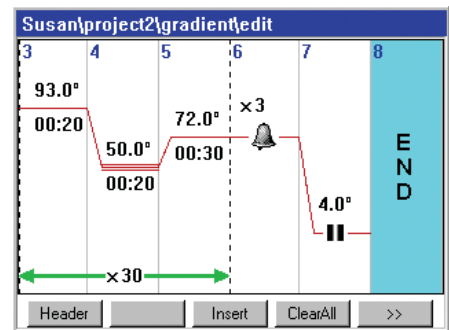 Susan\project2\gradient\edit
3 4 5 6 7 8
93.0°
00:20
50.0°
00:20
72.0°
00:30
×3
4.0°
END
×30
Header Insert ClearAll >>